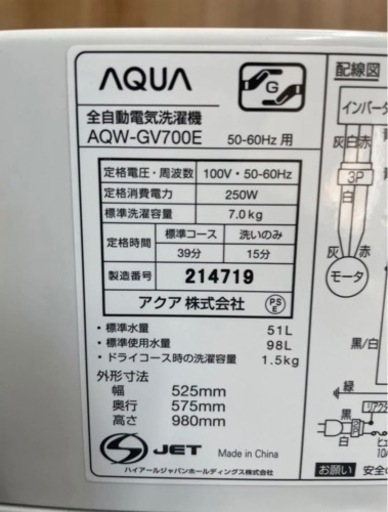 AQUA
G
全自動電気洗濯機
AQW-GV700E 50-60Hz 用
定格電圧・周波数 100V・50-60Hz
定格消費電力 250W
標準洗濯容量 7.0kg
定格時間 標準コース 洗いのみ
39分 15分
製造番号 214719
アクア 株式会社 PSE
・標準水量 51L
・標準使用水量 98L
・ドライコース時の洗濯容量 1.5kg
外形寸法
幅 525mm
奥行 575mm
高さ 980mm
JET Made in China
ハイアールジャパンホールディングス株式会社
配線図
インバータ
灰 白 赤
3P
白
灰 赤
モータ
黒/白
緑
黒
白
お願い 安全の